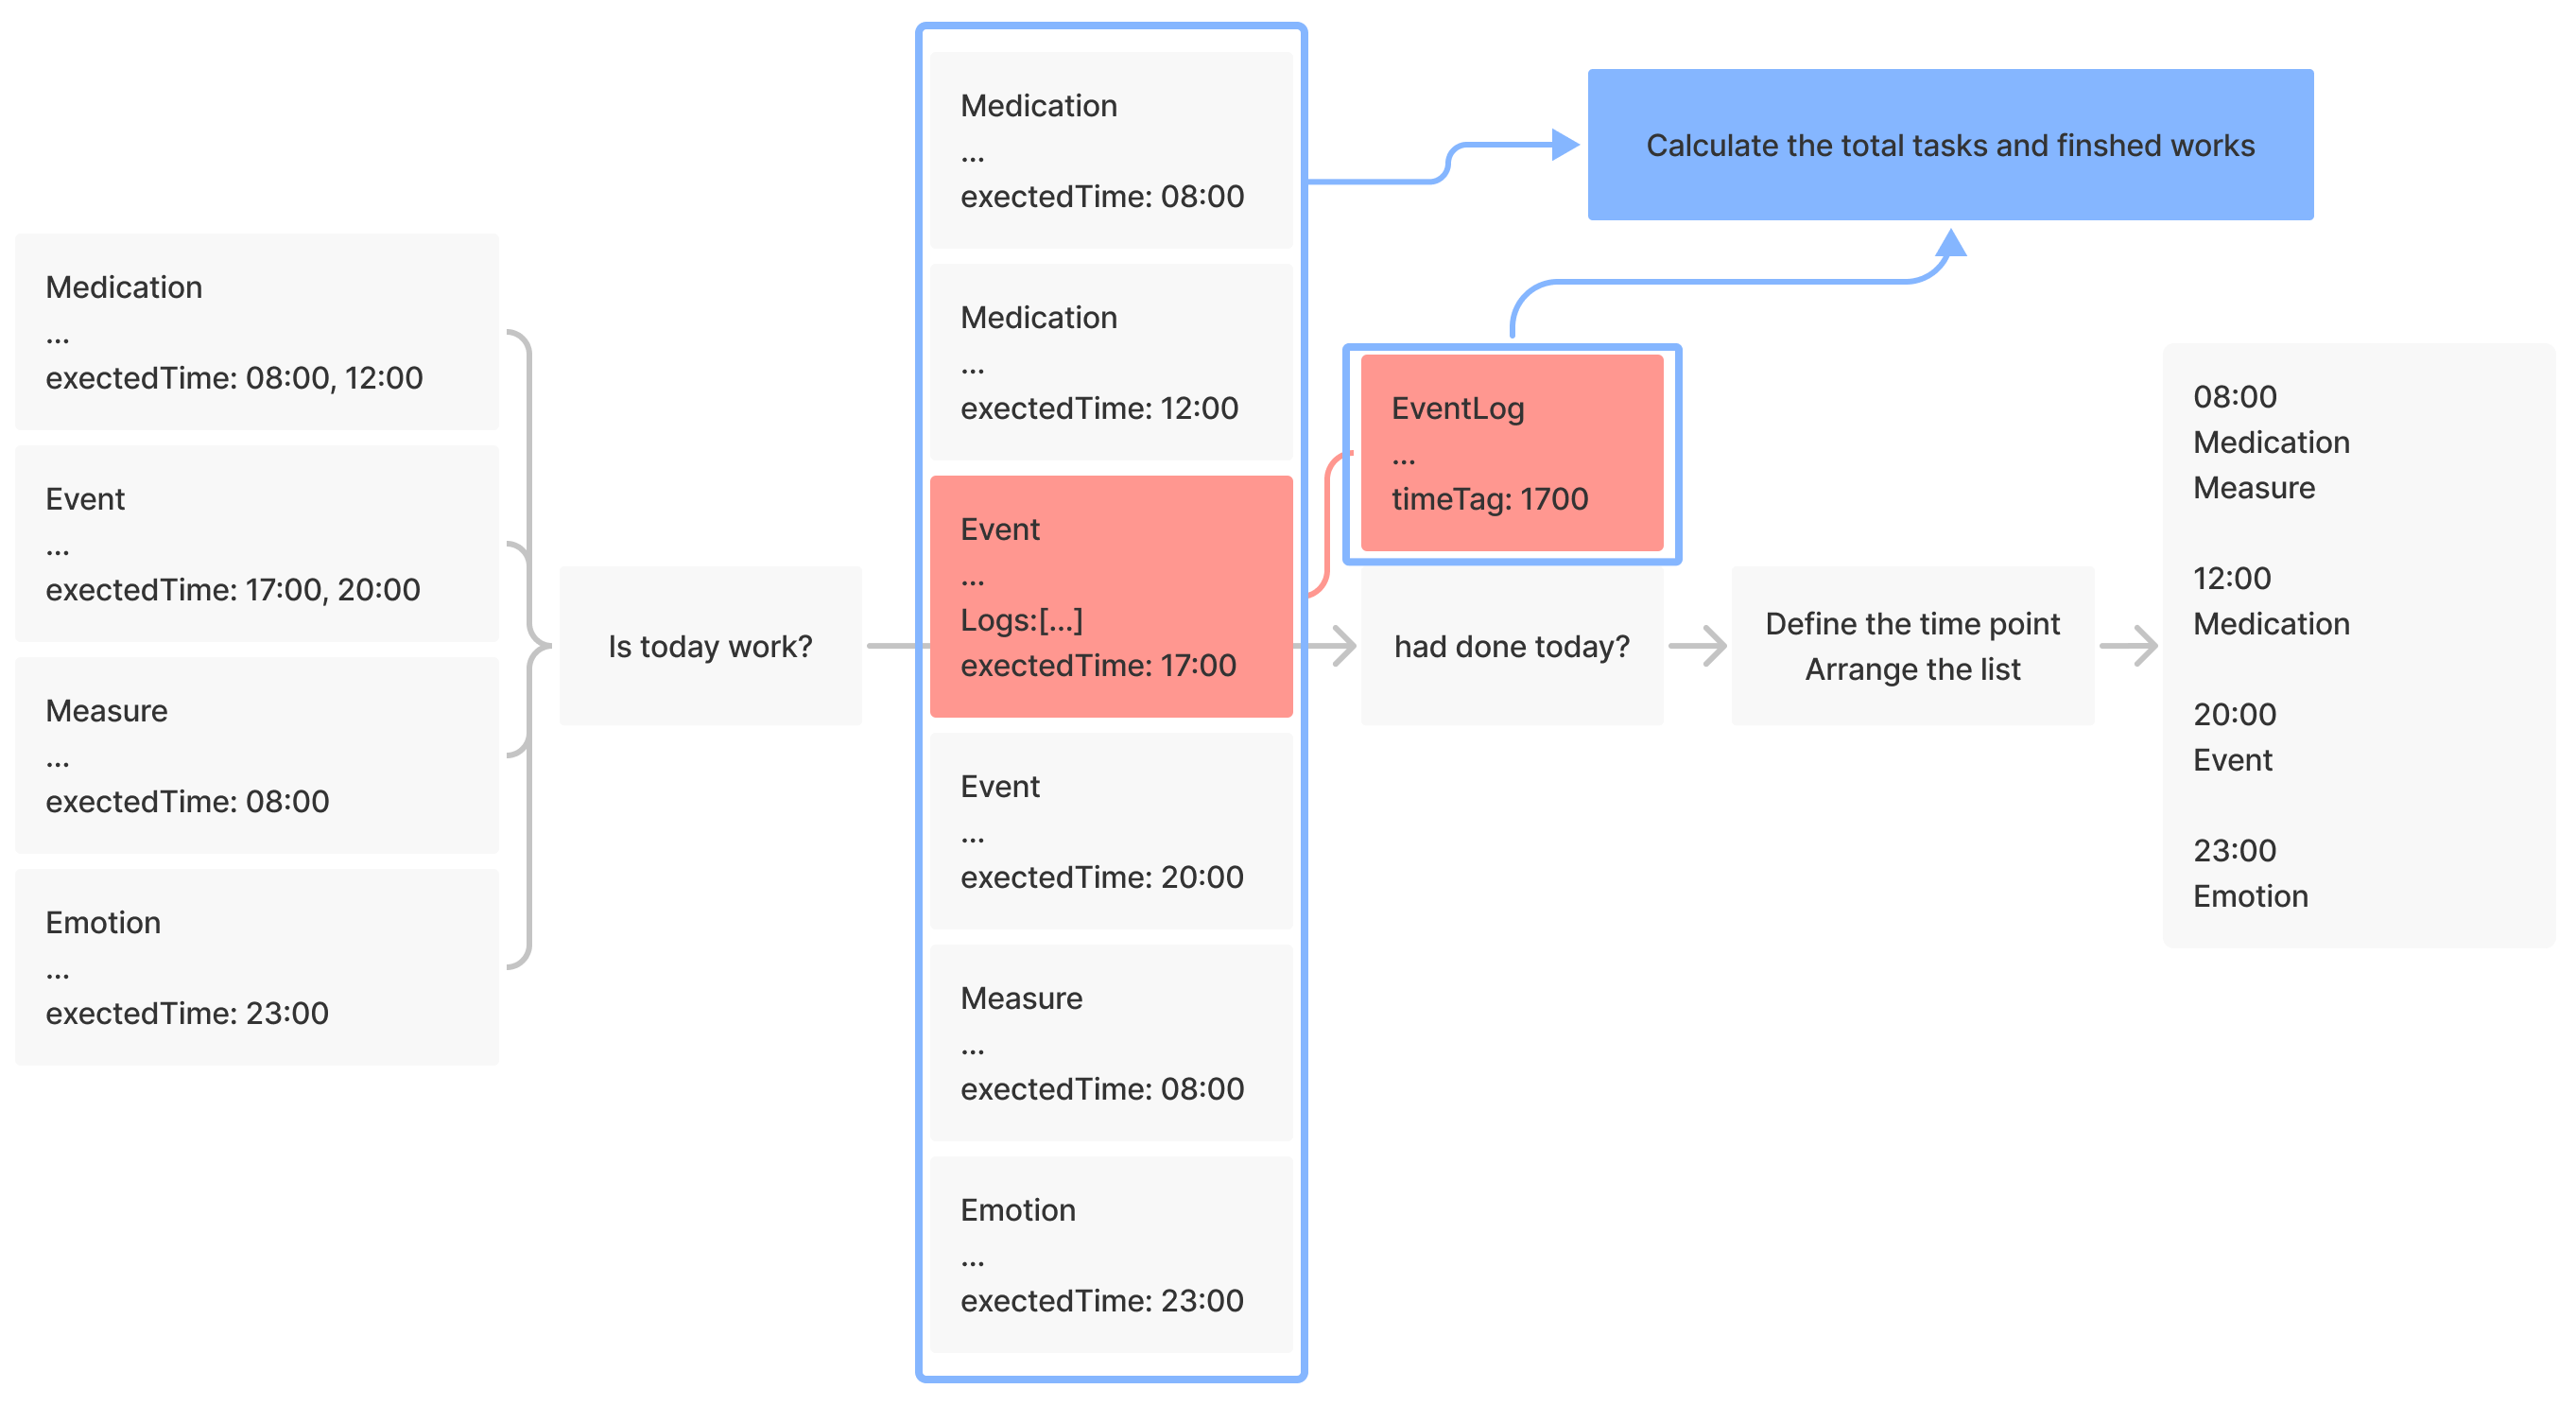 Medication
...
exectedTime: 08:00, 12:00
Event
...
exectedTime: 17:00, 20:00
Measure
...
exectedTime: 08:00
Emotion
...
exectedTime: 23:00
Is today work?
Medication
...
exectedTime: 08:00
Medication
...
exectedTime: 12:00
Event
...
Logs:[...]
exectedTime: 17:00
Event
...
exectedTime: 20:00
Measure
...
exectedTime: 08:00
Emotion
...
exectedTime: 23:00
Calculate the total tasks and finshed works
EventLog
...
timeTag: 1700
had done today?
Define the time point
Arrange the list
08:00
Medication
Measure
12:00
Medication
20:00
Event
23:00
Emotion